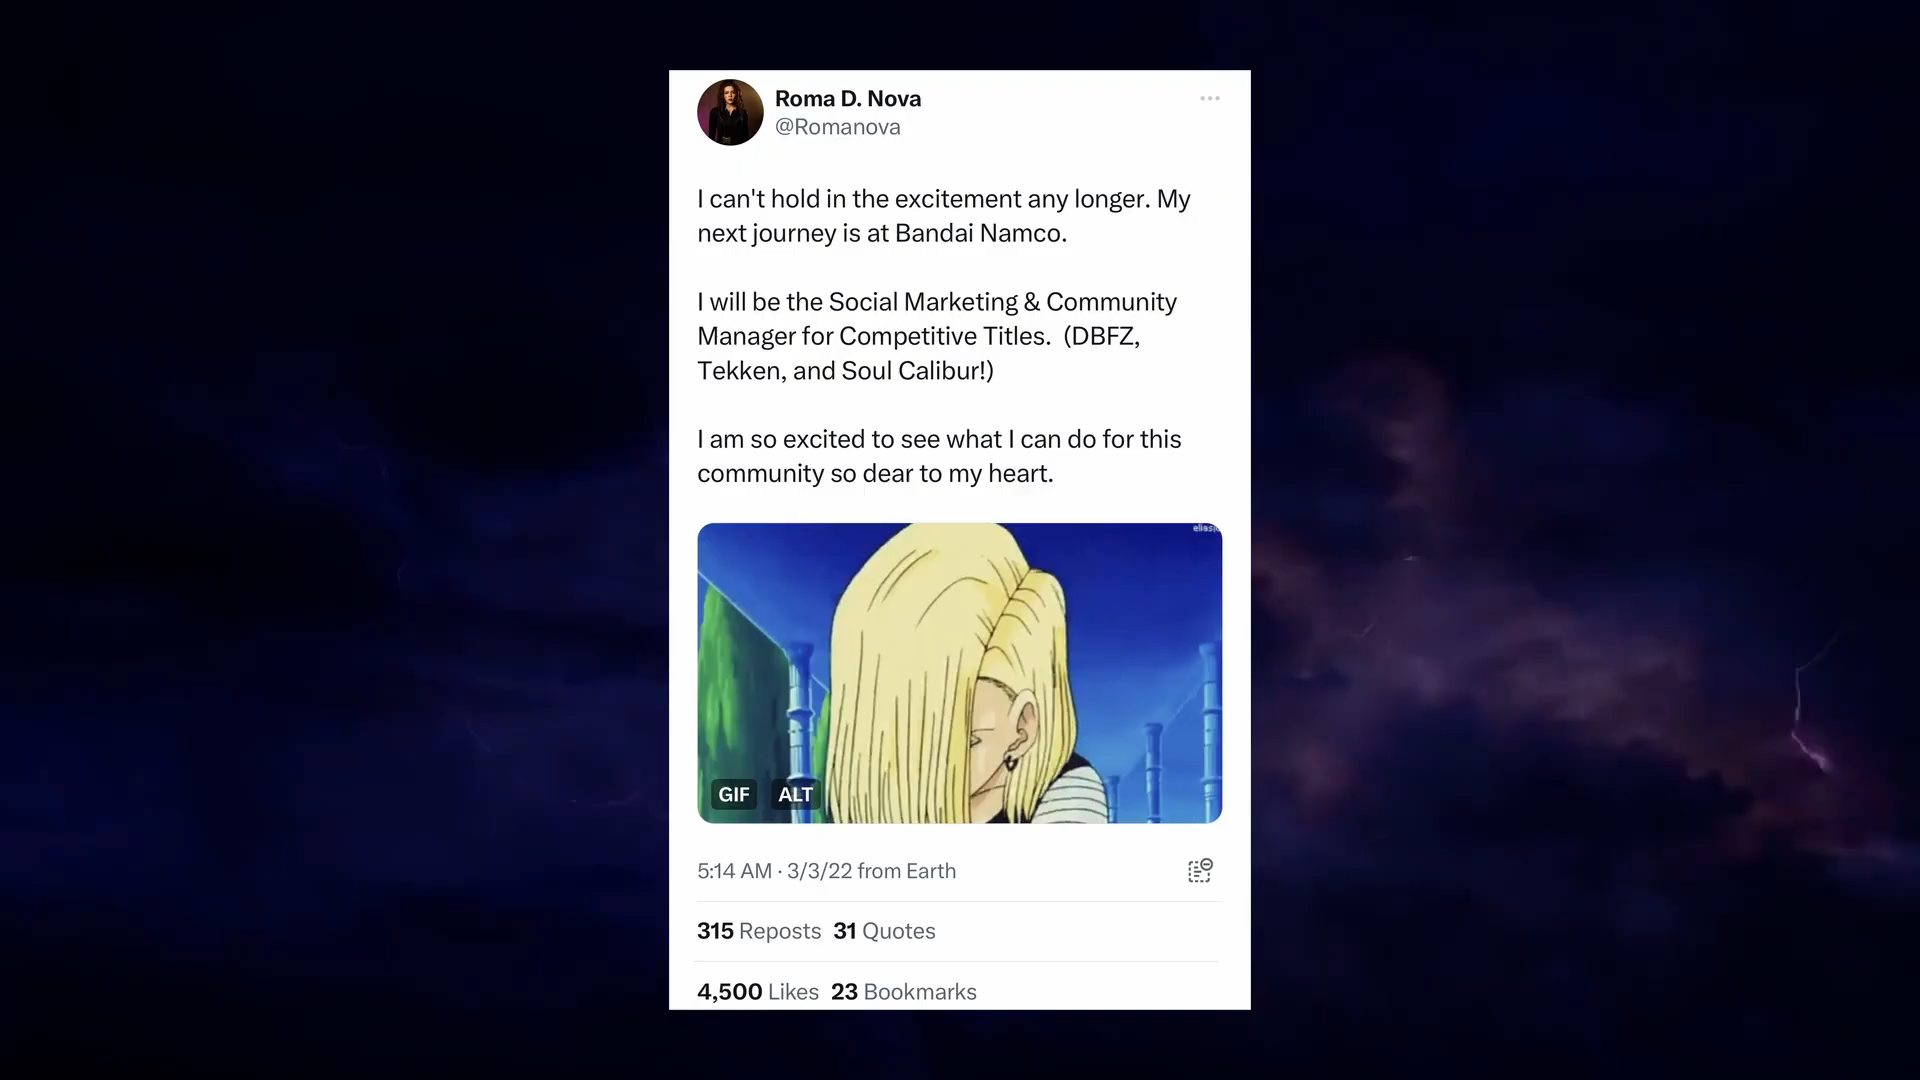 Roma D. Nova
@Romanova
I can't hold in the excitement any longer. My
next journey is at Bandai Namco.
I will be the Social Marketing & Community
Manager for Competitive Titles.  (DBFZ,
Tekken, and Soul Calibur!)
I am so excited to see what I can do for this
community so dear to my heart.
GIF ALT
5:14 AM · 3/3/22 from Earth
315 Reposts 31 Quotes
4,500 Likes 23 Bookmarks